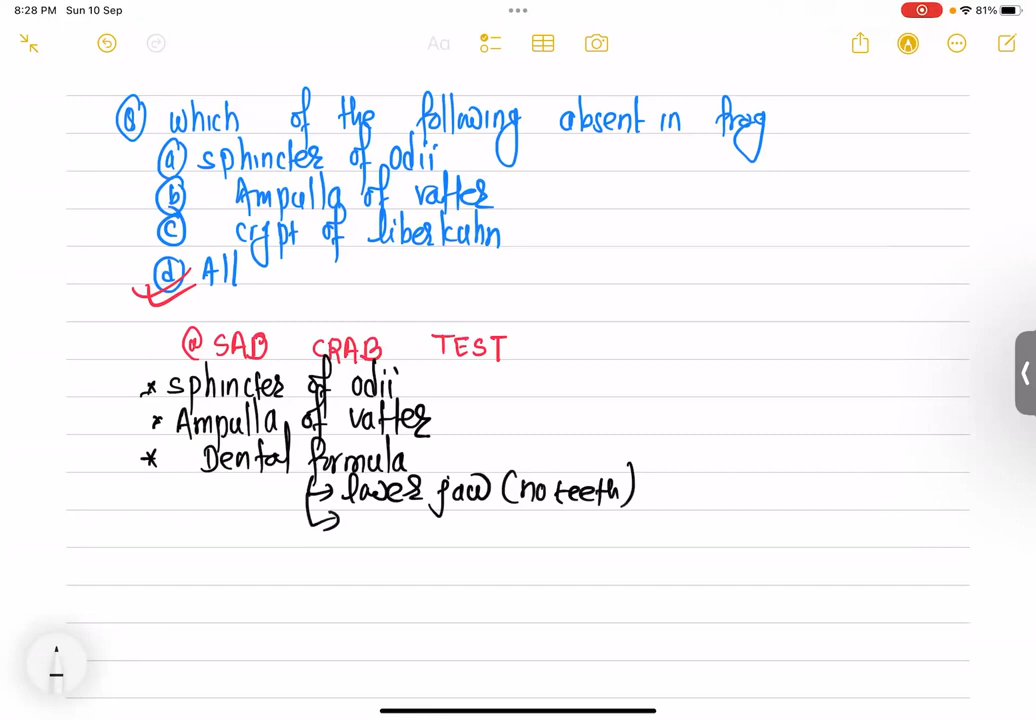 8:28 PM Sun 10 Sep
81%
Aa
Q which of the following absent in frog
a sphincter of odii
b Ampulla of vatter
c crypt of liberkahn
d All
@ SAD CRAB TEST
* sphincter of odii
* Ampulla of vatter
* Dental formula
→ lower jaw (no teeth)
→